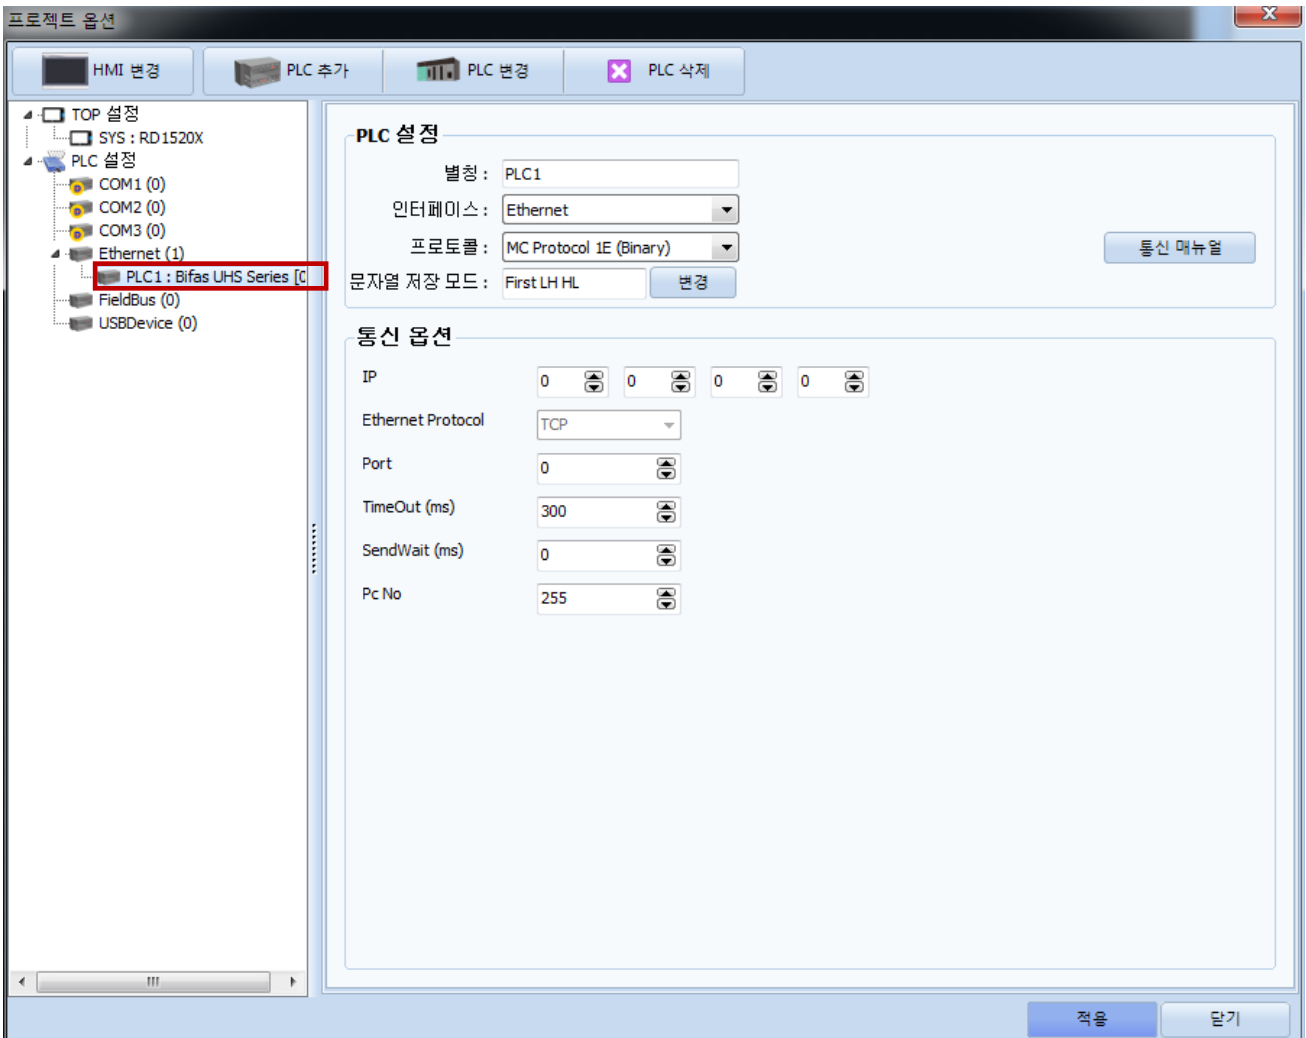 프로젝트 옵션
x
HMI 변경
PLC 추가
PLC 변경
PLC 삭제
TOP 설정
SYS : RD1520X
PLC 설정
COM1 (0)
COM2 (0)
COM3 (0)
Ethernet (1)
PLC1 : Bifas UHS Series [0
FieldBus (0)
USBDevice (0)
PLC 설정
별칭 : PLC1
인터페이스 : Ethernet
프로토콜 : MC Protocol 1E (Binary)
통신 매뉴얼
문자열 저장 모드 : First LH HL 변경
통신 옵션
IP 0 0 0 0
Ethernet Protocol TCP
Port 0
TimeOut (ms) 300
SendWait (ms) 0
Pc No 255
적용
닫기